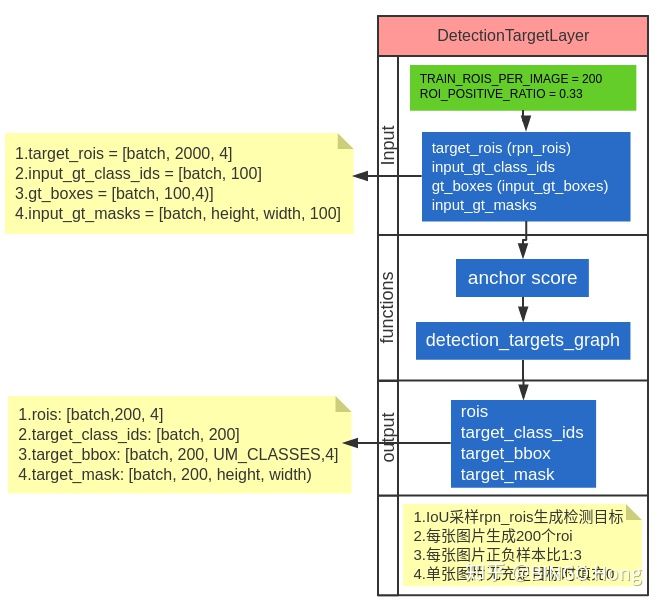 DetectionTargetLayer
TRAIN_ROIS_PER_IMAGE = 200
ROI_POSITIVE_RATIO = 0.33
Input
target_rois (rpn_rois)
input_gt_class_ids
gt_boxes (input_gt_boxes)
input_gt_masks
1.target_rois = [batch, 2000, 4]
2.input_gt_class_ids = [batch, 100]
3.gt_boxes = [batch, 100,4)]
4.input_gt_masks = [batch, height, width, 100]
functions
anchor score
detection_targets_graph
output
rois
target_class_ids
target_bbox
target_mask
1.rois: [batch,200, 4]
2.target_class_ids: [batch, 200]
3.target_bbox: [batch, 200, UM_CLASSES,4]
4.target_mask: [batch, 200, height, width)
1.IoU采样rpn_rois生成检测目标
2.每张图片生成200个roi
3.每张图片正负样本比1:3
4.单张图片
知乎